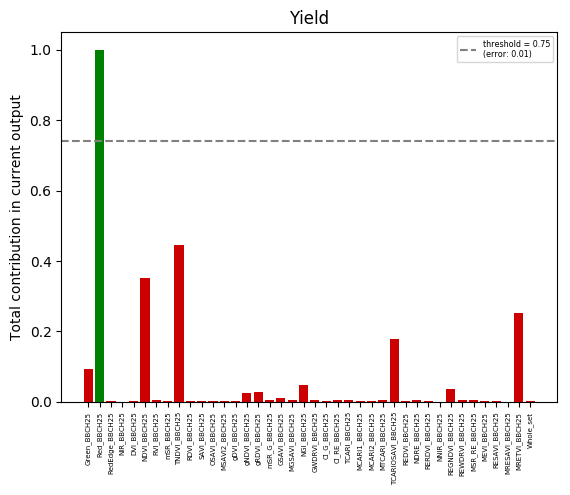 Yield
Total contribution in current output
1.0
0.8
0.6
0.4
0.2
0.0
threshold = 0.75
(error: 0.01)
Green_BBCH25
Red_BBCH25
RedEdge_BBCH25
NIR_BBCH25
DVI_BBCH25
NDVI_BBCH25
RVI_BBCH25
mSR_BBCH25
TNDVI_BBCH25
RDVI_BBCH25
SAVI_BBCH25
OSAVI_BBCH25
MSAVI2_BBCH25
gDVI_BBCH25
gNDVI_BBCH25
gRDVI_BBCH25
mSR_G_BBCH25
GSAVI_BBCH25
MGSAVI_BBCH25
NGI_BBCH25
GWDRVI_BBCH25
CI_G_BBCH25
CI_RE_BBCH25
TCARI_BBCH25
MCARI1_BBCH25
MCARI2_BBCH25
MTCARI_BBCH25
TCARIOSAVI_BBCH25
REDVI_BBCH25
NDRE_BBCH25
RERDVI_BBCH25
NNIR_BBCH25
REGNDVI_BBCH25
REWDRVI_BBCH25
MSR_RE_BBCH25
MEVI_BBCH25
RESAVI_BBCH25
MRESAVI_BBCH25
MRETVI_BBCH25
Whole_set